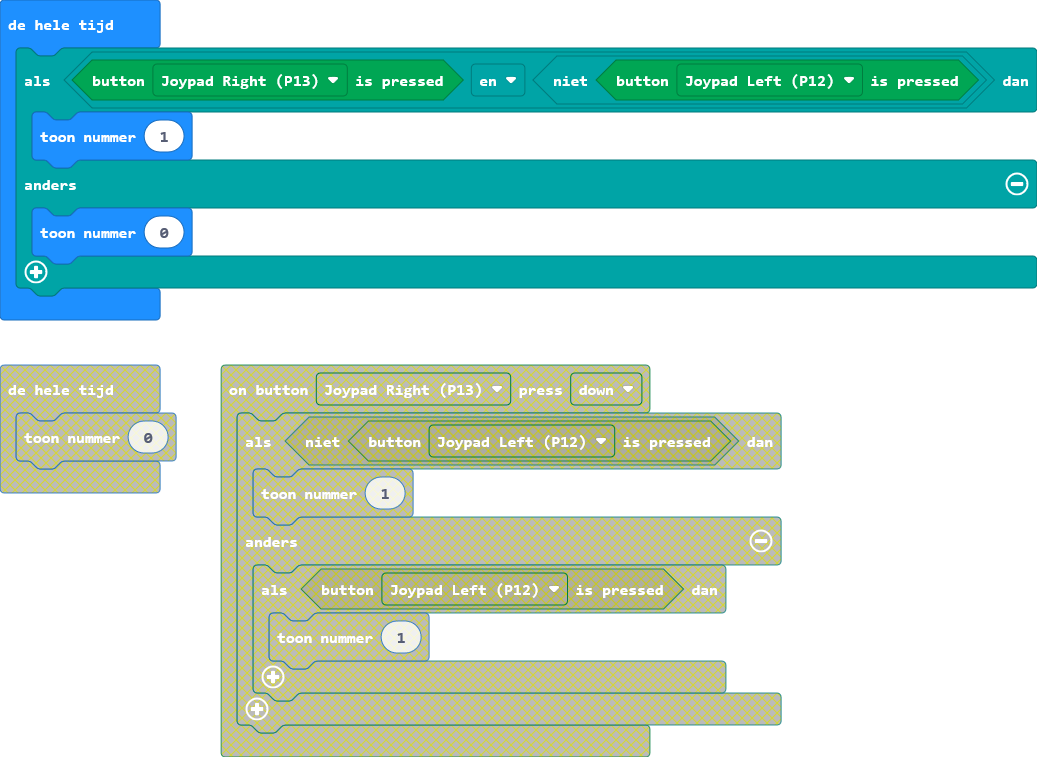 de hele tijd
als button Joypad Right (P13) is pressed en niet button Joypad Left (P12) is pressed dan
toon nummer 1
anders
toon nummer 0
de hele tijd
toon nummer 0
on button Joypad Right (P13) press down
als niet button Joypad Left (P12) is pressed dan
toon nummer 1
anders
als button Joypad Left (P12) is pressed dan
toon nummer 1